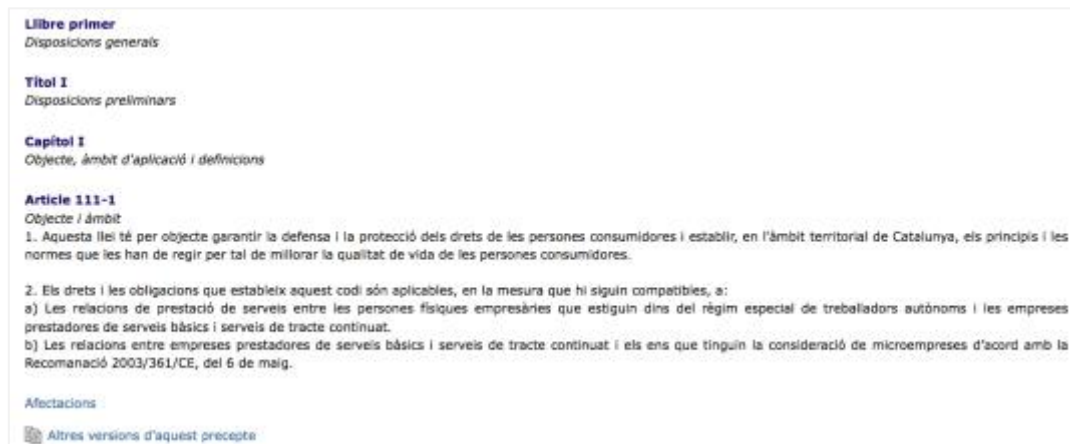 Llibre primer
Disposicions generals
Títol I
Disposicions preliminars
Capítol I
Objecte, àmbit d'aplicació i definicions
Article 111-1
Objecte i àmbit
1. Aquesta llei té per objecte garantir la defensa i la protecció dels drets de les persones consumidores i establir, en l'àmbit territorial de Catalunya, els principis i les
normes que les han de regir per tal de millorar la qualitat de vida de les persones consumidores.
2. Els drets i les obligacions que estableix aquest codi són aplicables, en la mesura que hi siguin compatibles, a:
a) Les relacions de prestació de serveis entre les persones físiques empresàries que estiguin dins del règim especial de treballadors autònoms i les empreses
prestadores de serveis bàsics i serveis de tracte continuat.
b) Les relacions entre empreses prestadores de serveis bàsics i serveis de tracte continuat i els ens que tinguin la consideració de microempreses d'acord amb la
Recomanació 2003/361/CE, del 6 de maig.
Afectacions
Altres versions d'aquest precepte